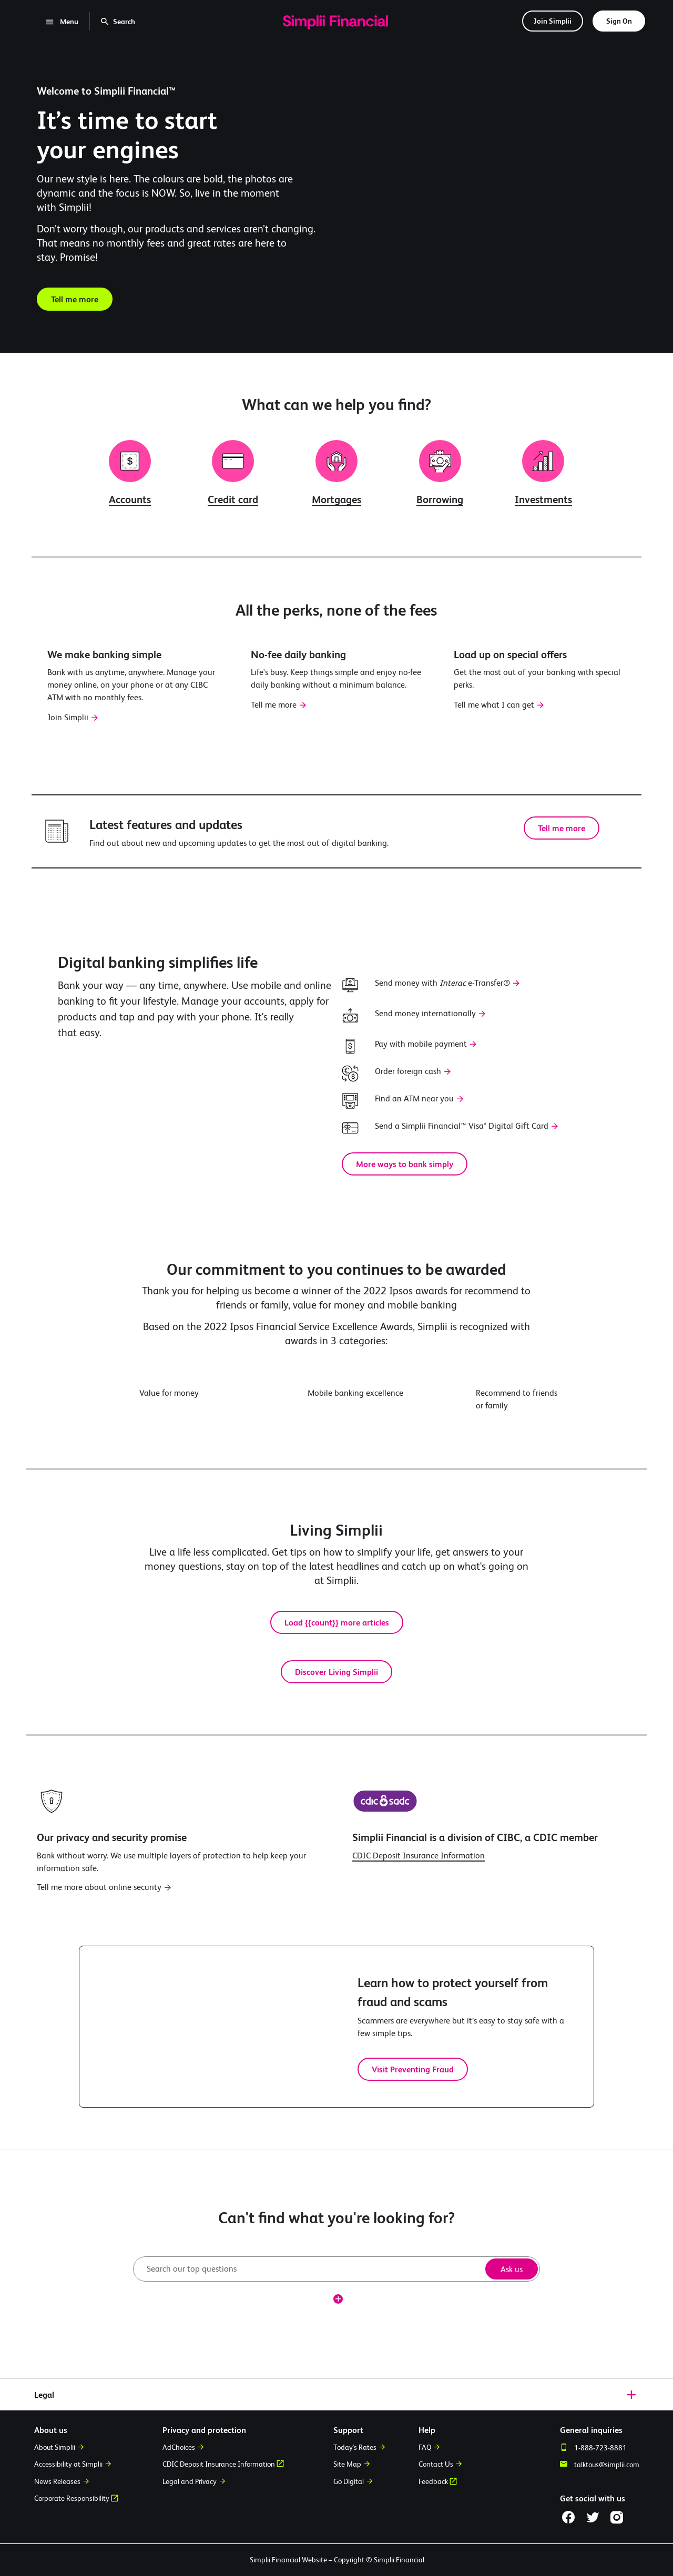 Menu
Search
Simplii Financial
Join Simplii
Sign On
Welcome to Simplii Financial™
It's time to start
your engines
Our new style is here. The colours are bold, the photos are
dynamic and the focus is NOW. So, live in the moment
with Simplii!
Don't worry though, our products and services aren't changing.
That means no monthly fees and great rates are here to
stay. Promise!
Tell me more
What can we help you find?
Accounts
Credit card
Mortgages
Borrowing
Investments
All the perks, none of the fees
We make banking simple
Bank with us anytime, anywhere. Manage your
money online, on your phone or at any CIBC
ATM with no monthly fees.
Join Simplii
No-fee daily banking
Life's busy. Keep things simple and enjoy no-fee
daily banking without a minimum balance.
Tell me more
Load up on special offers
Get the most out of your banking with special
perks.
Tell me what I can get
Latest features and updates
Find out about new and upcoming updates to get the most out of digital banking.
Tell me more
Digital banking simplifies life
Bank your way — any time, anywhere. Use mobile and online
banking to fit your lifestyle. Manage your accounts, apply for
products and tap and pay with your phone. It's really
that easy.
Send money with Interac e-Transfer®
Send money internationally
Pay with mobile payment
Order foreign cash
Find an ATM near you
Send a Simplii Financial™ Visa* Digital Gift Card
More ways to bank simply
Our commitment to you continues to be awarded
Thank you for helping us become a winner of the 2022 Ipsos awards for recommend to
friends or family, value for money and mobile banking
Based on the 2022 Ipsos Financial Service Excellence Awards, Simplii is recognized with
awards in 3 categories:
Value for money
Mobile banking excellence
Recommend to friends
or family
Living Simplii
Live a life less complicated. Get tips on how to simplify your life, get answers to your
money questions, stay on top of the latest headlines and catch up on what's going on
at Simplii.
Load {{count}} more articles
Discover Living Simplii
Our privacy and security promise
Bank without worry. We use multiple layers of protection to help keep your
information safe.
Tell me more about online security
cdic sadc
Simplii Financial is a division of CIBC, a CDIC member
CDIC Deposit Insurance Information
Learn how to protect yourself from
fraud and scams
Scammers are everywhere but it's easy to stay safe with a
few simple tips.
Visit Preventing Fraud
Can't find what you're looking for?
Search our top questions
Ask us
Legal
About us
About Simplii
Accessibility at Simplii
News Releases
Corporate Responsibility
Privacy and protection
AdChoices
CDIC Deposit Insurance Information
Legal and Privacy
Support
Today's Rates
Site Map
Go Digital
Help
FAQ
Contact Us
Feedback
General inquiries
1-888-723-8881
talktous@simplii.com
Get social with us
Simplii Financial Website – Copyright © Simplii Financial.